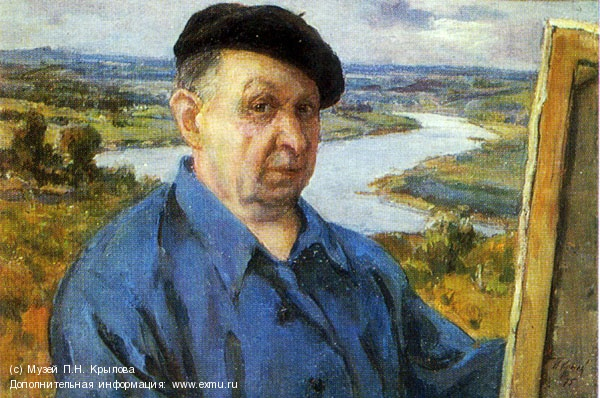 (c) Музей П.Н. Крылова
Дополнительная информация: www.exmu.ru